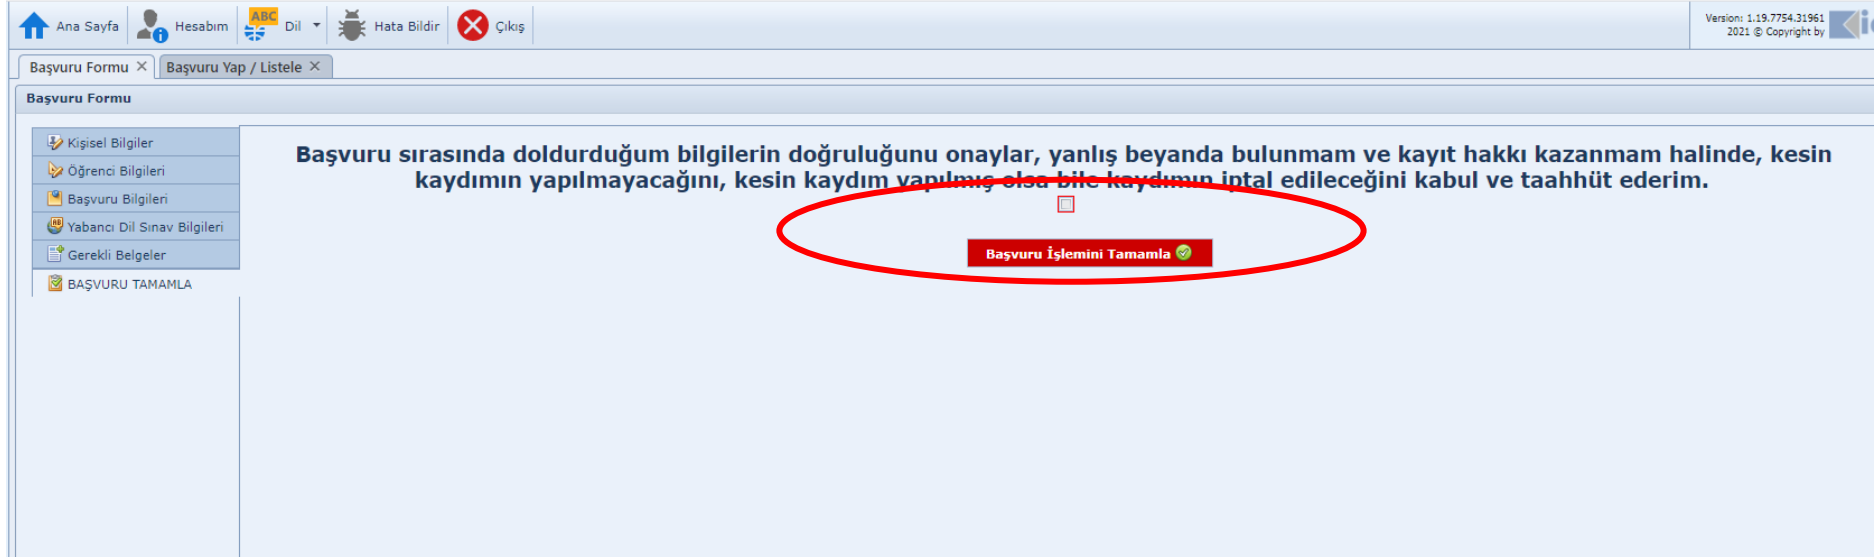 Ana Sayfa
Hesabım
ABC
Dil
Hata Bildir
Çıkış
Version: 1.19.7754.31961
2021 © Copyright by
Başvuru Formu
Başvuru Yap / Listele
Başvuru Formu
Kişisel Bilgiler
Öğrenci Bilgileri
Başvuru Bilgileri
Yabancı Dil Sınav Bilgileri
Gerekli Belgeler
BAŞVURU TAMAMLA
Başvuru sırasında doldurduğum bilgilerin doğruluğunu onaylar, yanlış beyanda bulunmam ve kayıt hakkı kazanmam halinde, kesin
kaydımın yapılmayacağını, kesin kaydım yapılmış olsa bile kaydımın iptal edileceğini kabul ve taahhüt ederim.
Başvuru İşlemini Tamamla